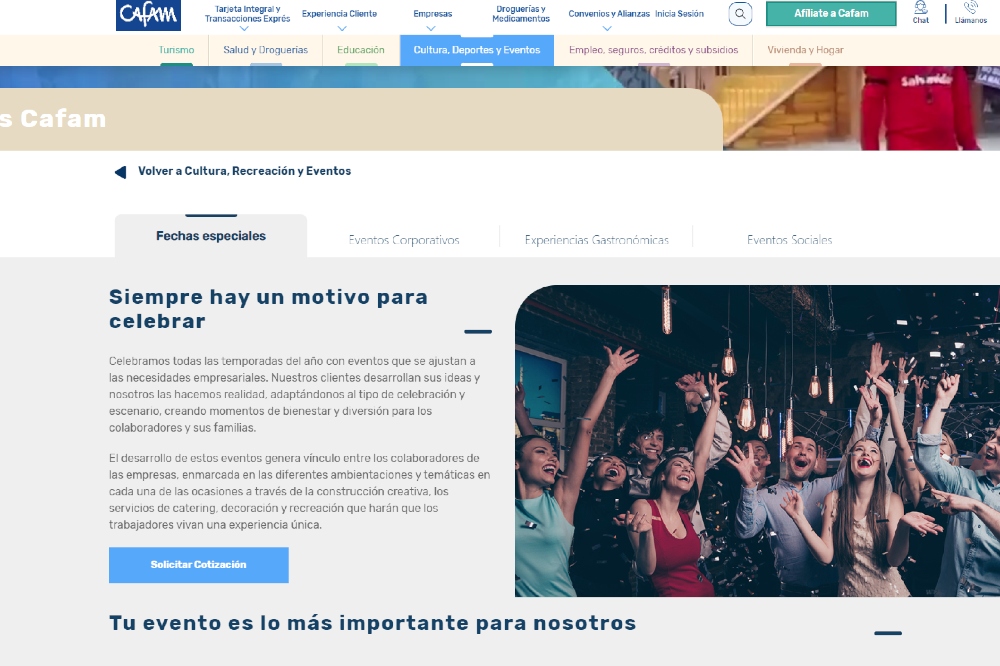 CAFAM
Tarjeta Integral y
Transacciones Exprés
Experiencia Cliente
Empresas
Droguerías y
Medicamentos
Convenios y Alianzas
Inicia Sesión
Afíliate a Cafam
Chat
Llámanos
Turismo
Salud y Droguerías
Educación
Cultura, Deportes y Eventos
Empleo, seguros, créditos y subsidios
Vivienda y Hogar
s Cafam
Volver a Cultura, Recreación y Eventos
Fechas especiales
Eventos Corporativos
Experiencias Gastronómicas
Eventos Sociales
Siempre hay un motivo para
celebrar
Celebramos todas las temporadas del año con eventos que se ajustan a
las necesidades empresariales. Nuestros clientes desarrollan sus ideas y
nosotros las hacemos realidad, adaptándonos al tipo de celebración y
escenario, creando momentos de bienestar y diversión para los
colaboradores y sus familias.
El desarrollo de estos eventos genera vínculo entre los colaboradores de
las empresas, enmarcada en las diferentes ambientaciones y temáticas en
cada una de las ocasiones a través de la construcción creativa, los
servicios de catering, decoración y recreación que harán que los
trabajadores vivan una experiencia única.
Solicitar Cotización
Tu evento es lo más importante para nosotros